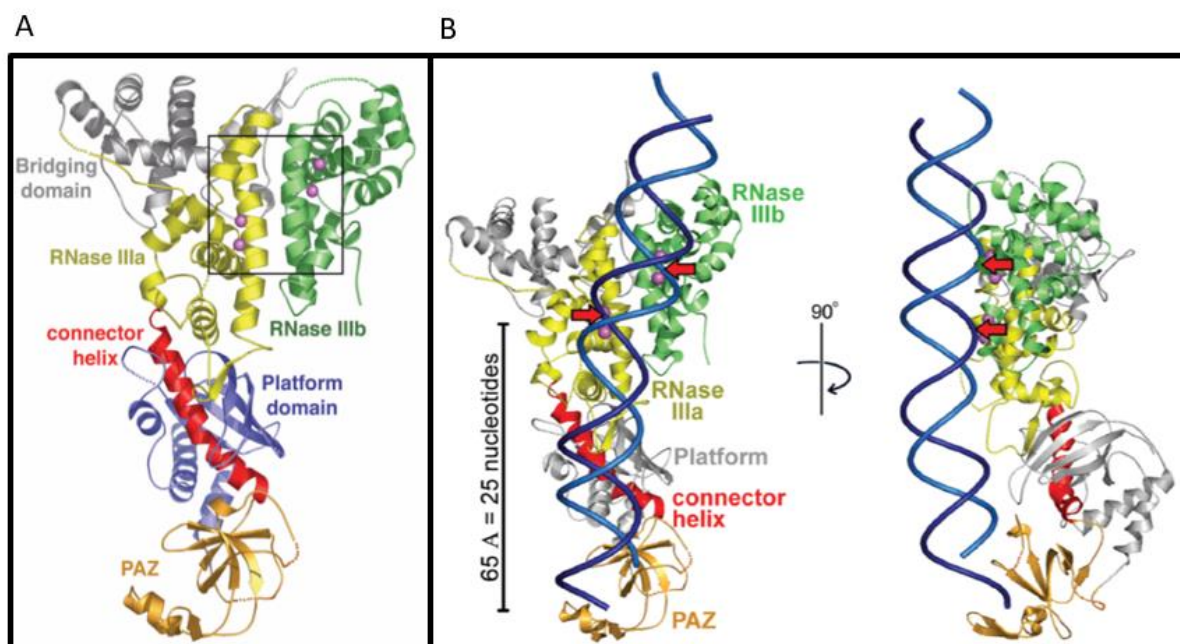 A
B
Bridging
domain
RNase IIIa
RNase IIIb
connector
helix
Platform
domain
PAZ
RNase
IIIb
RNase
IIIa
Platform
connector
helix
PAZ
65 A = 25 nucleotides
90°